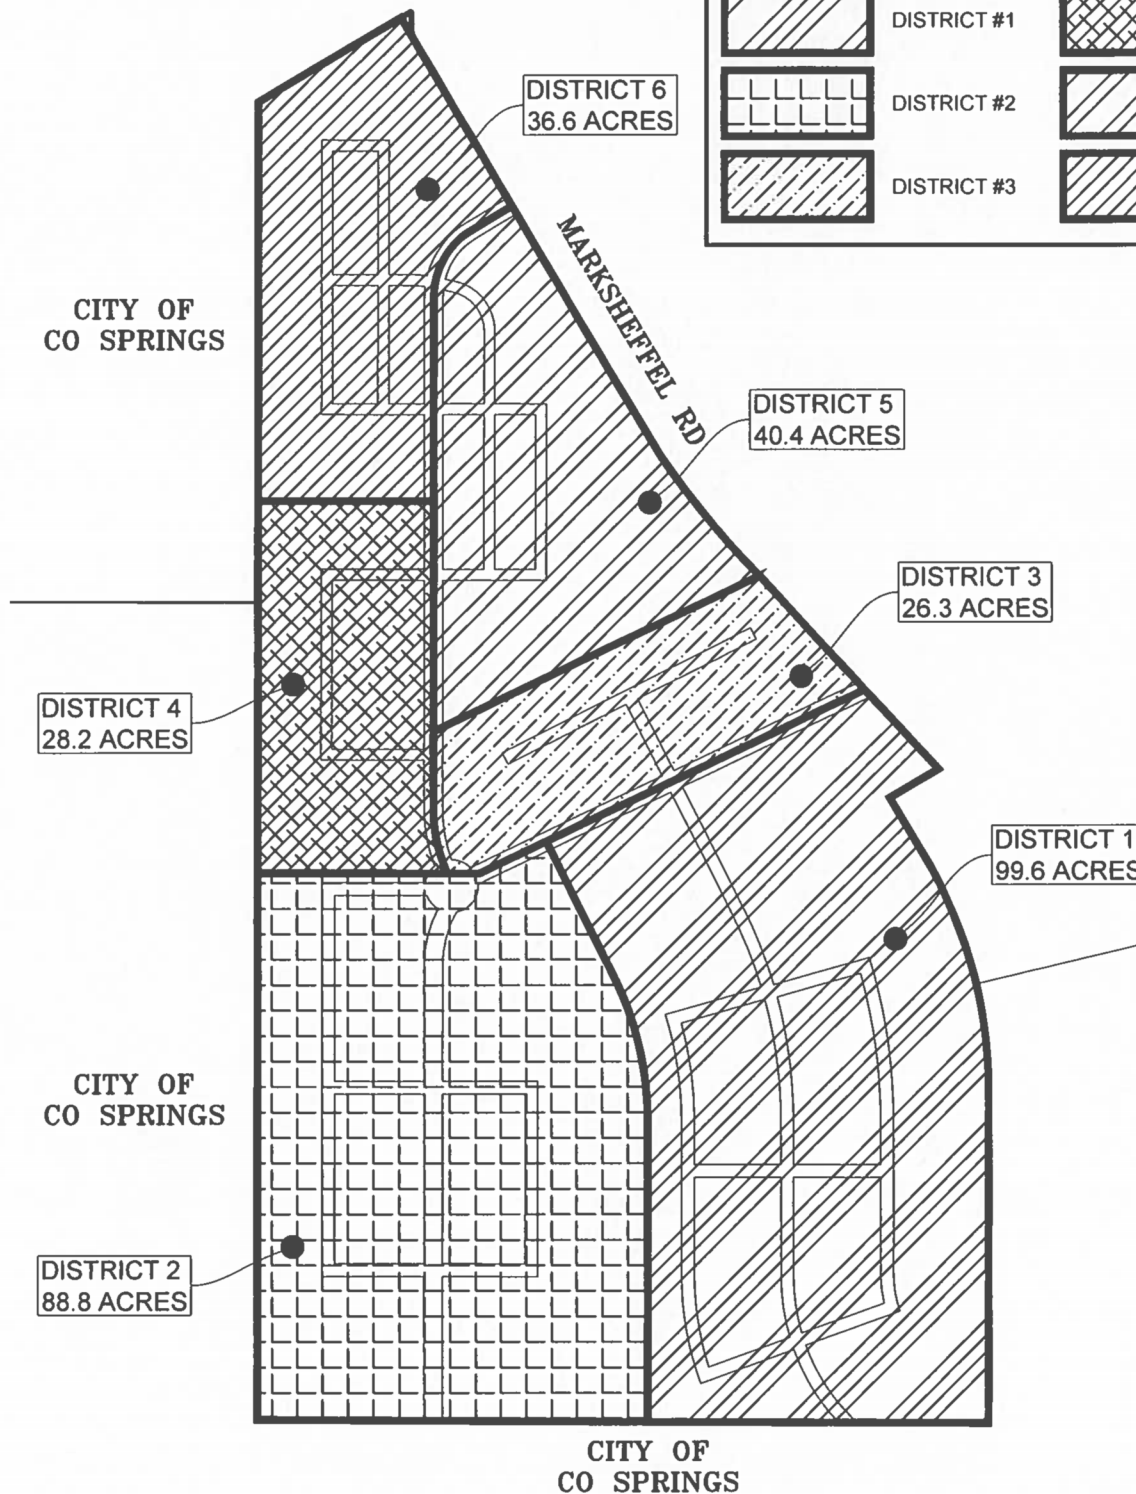 DISTRICT #1
DISTRICT #2
DISTRICT #3
DISTRICT 6
36.6 ACRES
MARKSHEFFEL RD
CITY OF
CO SPRINGS
DISTRICT 5
40.4 ACRES
DISTRICT 3
26.3 ACRES
DISTRICT 4
28.2 ACRES
DISTRICT 1
99.6 ACRES
CITY OF
CO SPRINGS
DISTRICT 2
88.8 ACRES
CITY OF
CO SPRINGS